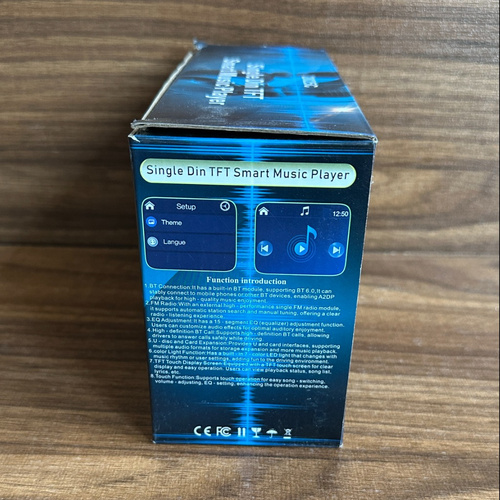 MUSIC
Single Din TFT
Smart Music Player
Single Din TFT Smart Music Player
Setup
Theme
Langue
12:50
Function introduction
1.BT Connection:It has a built-in BT module, supporting BT 6.0,It can
stably connect to mobile phones or other BT devices, enabling A2DP
playback for high - quality music enjoyment.
2.FM Radio:With an external high - performance single FM radio module,
it supports automatic station search and manual tuning, offering a clear
radio - listening experience.
3.EQ Adjustment:It has a 15 - segment EQ (equalizer) adjustment function.
Users can customize audio effects for optimal auditory enjoyment.
4.High - definition BT Call:Supports high - definition BT calls, allowing
drivers to answer calls safely while driving.
5.U - disc and Card Expansion:Provides U and card interfaces, supporting
multiple audio formats for storage expansion and more music playback.
6.color Light Function:Has a built - in 7 - color LED light that changes with
music rhythm or user settings, adding fun to the driving environment.
7.TFT Touch Display Screen:Equipped with a TFT touch screen for clear
display and easy operation. Users can view playback status, song list,
lyrics, etc.
8.Touch Function:Supports touch operation for easy song - switching,
volume - adjusting, EQ - setting, enhancing the operation experience.
CE FC